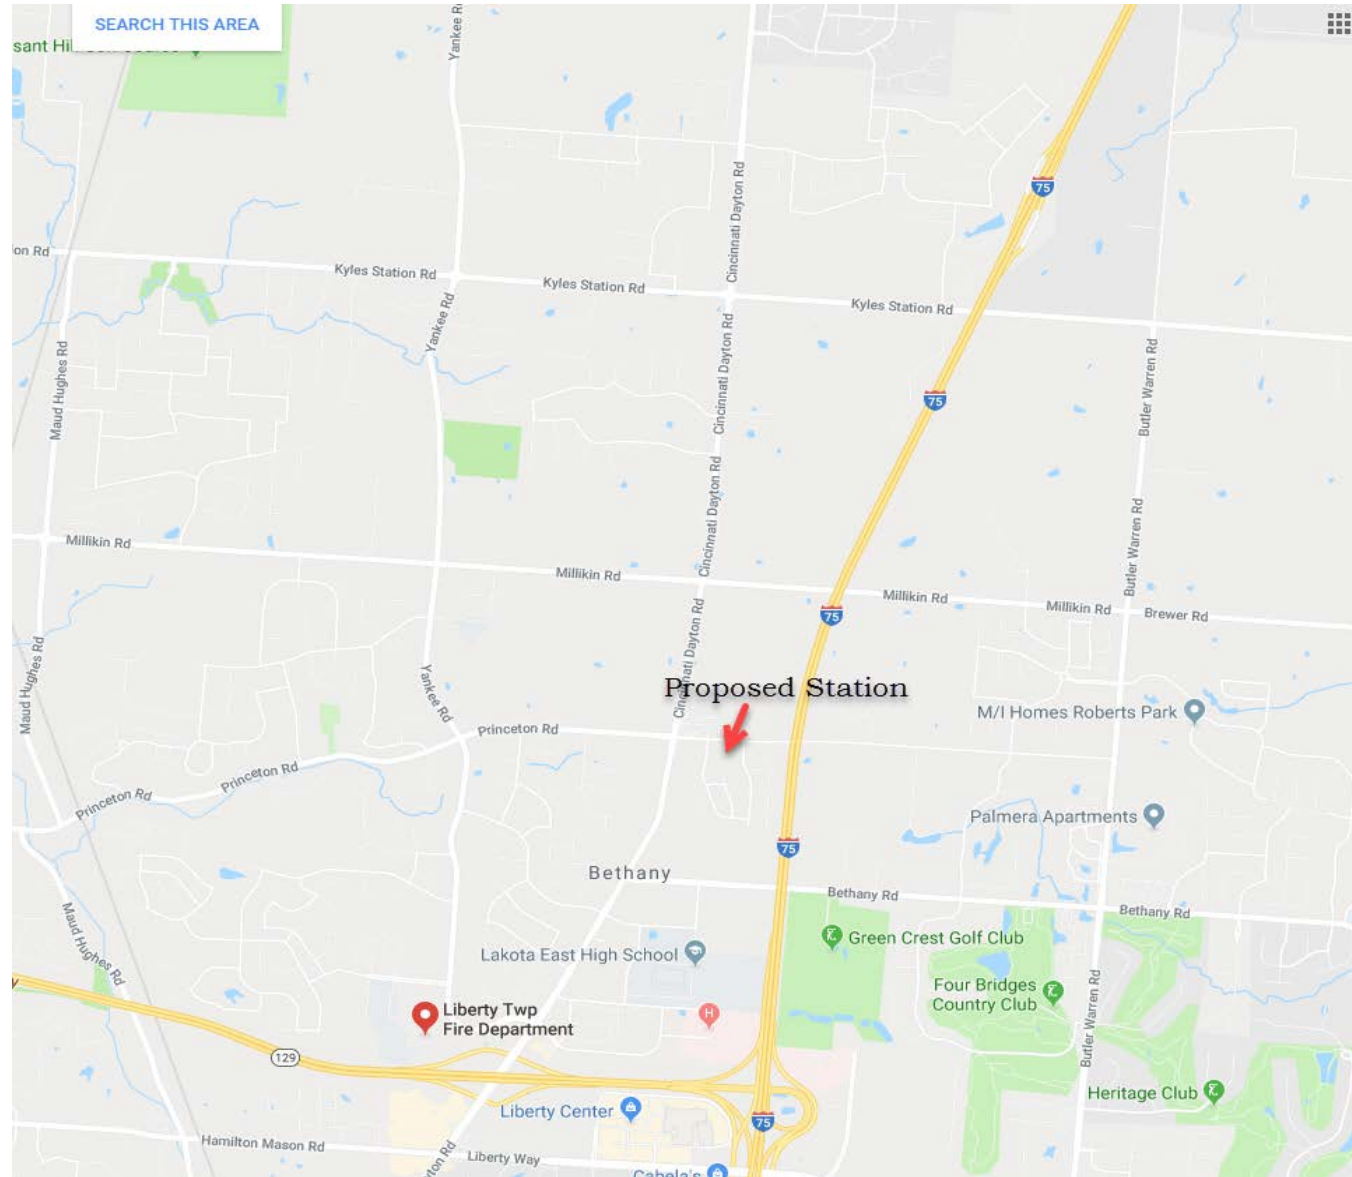 SEARCH THIS AREA
Yankee R
sant Hi
Cincinnati Dayton Rd
75
on Rd
Kyles Station Rd
Kyles Station Rd
Kyles Station Rd
Yankee Rd
Maud Hughes Rd
Cincinnati Dayton Rd
Butler Warren Rd
75
Cincinnati Dayton Rd
Butler Warren Rd
Millikin Rd
Millikin Rd
Millikin Rd
Millikin Rd
Brewer Rd
75
Maud Hughes Rd
Yankee Rd
Cincinnati Dayton Rd
Proposed Station
M/I Homes Roberts Park
Princeton Rd
Princeton Rd
Princeton Rd
Palmera Apartments
75
Bethany
Bethany Rd
Bethany Rd
Maud Hughes Rd
Lakota East High School
Green Crest Golf Club
Four Bridges
Country Club
Butler Warren Rd
Liberty Twp
Fire Department
H
129
Liberty Center
Heritage Club
75
Hamilton Mason Rd
Liberty Way
ton Rd
Cabela's